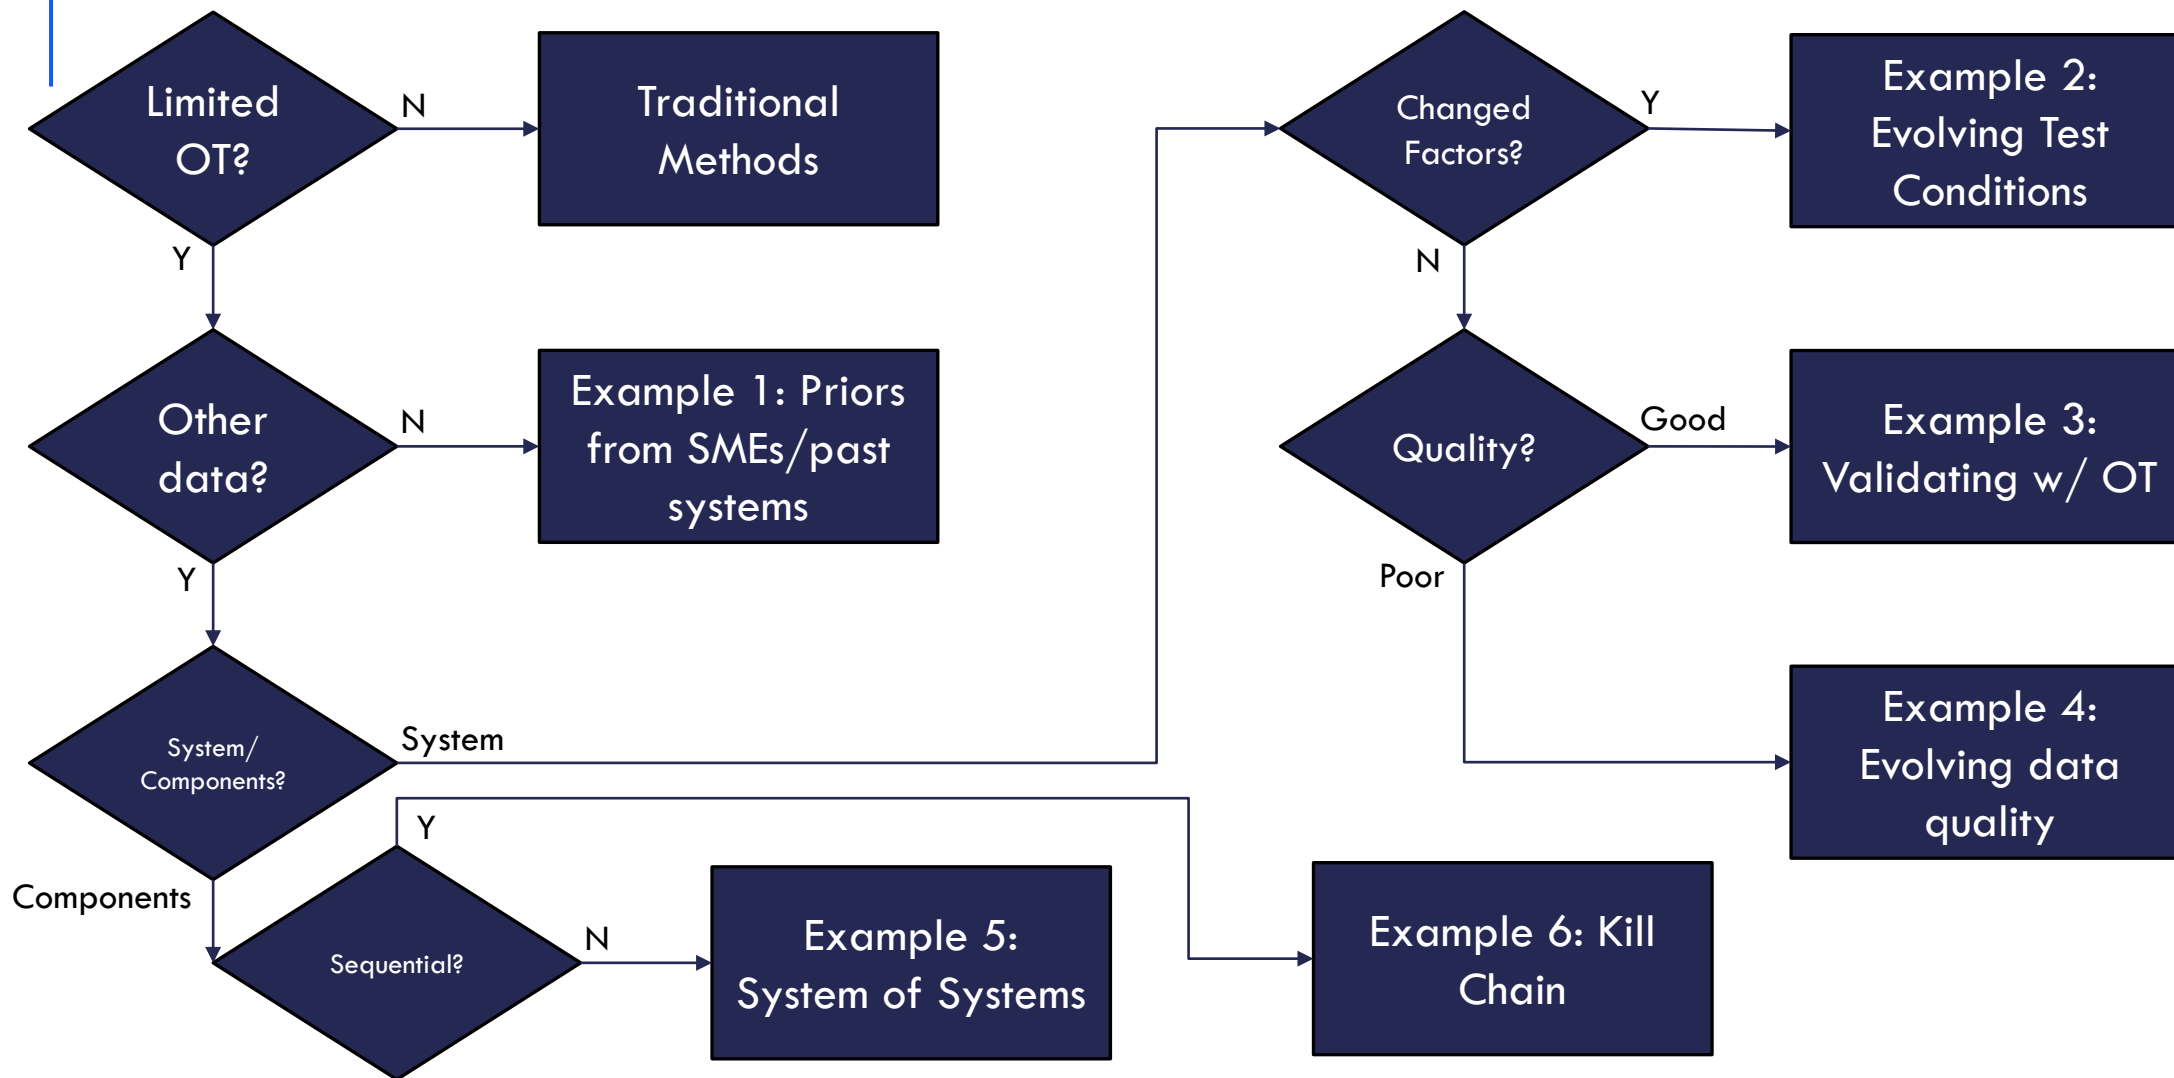 Limited
OT?
N
Traditional
Methods
Y
Other
data?
N
Example 1: Priors
from SMEs/past
systems
Y
System/
Components?
System
Components
Sequential?
Y
N
Example 5:
System of Systems
Example 6: Kill
Chain
Changed
Factors?
Y
Example 2:
Evolving Test
Conditions
N
Quality?
Good
Example 3:
Validating w/ OT
Poor
Example 4:
Evolving data
quality